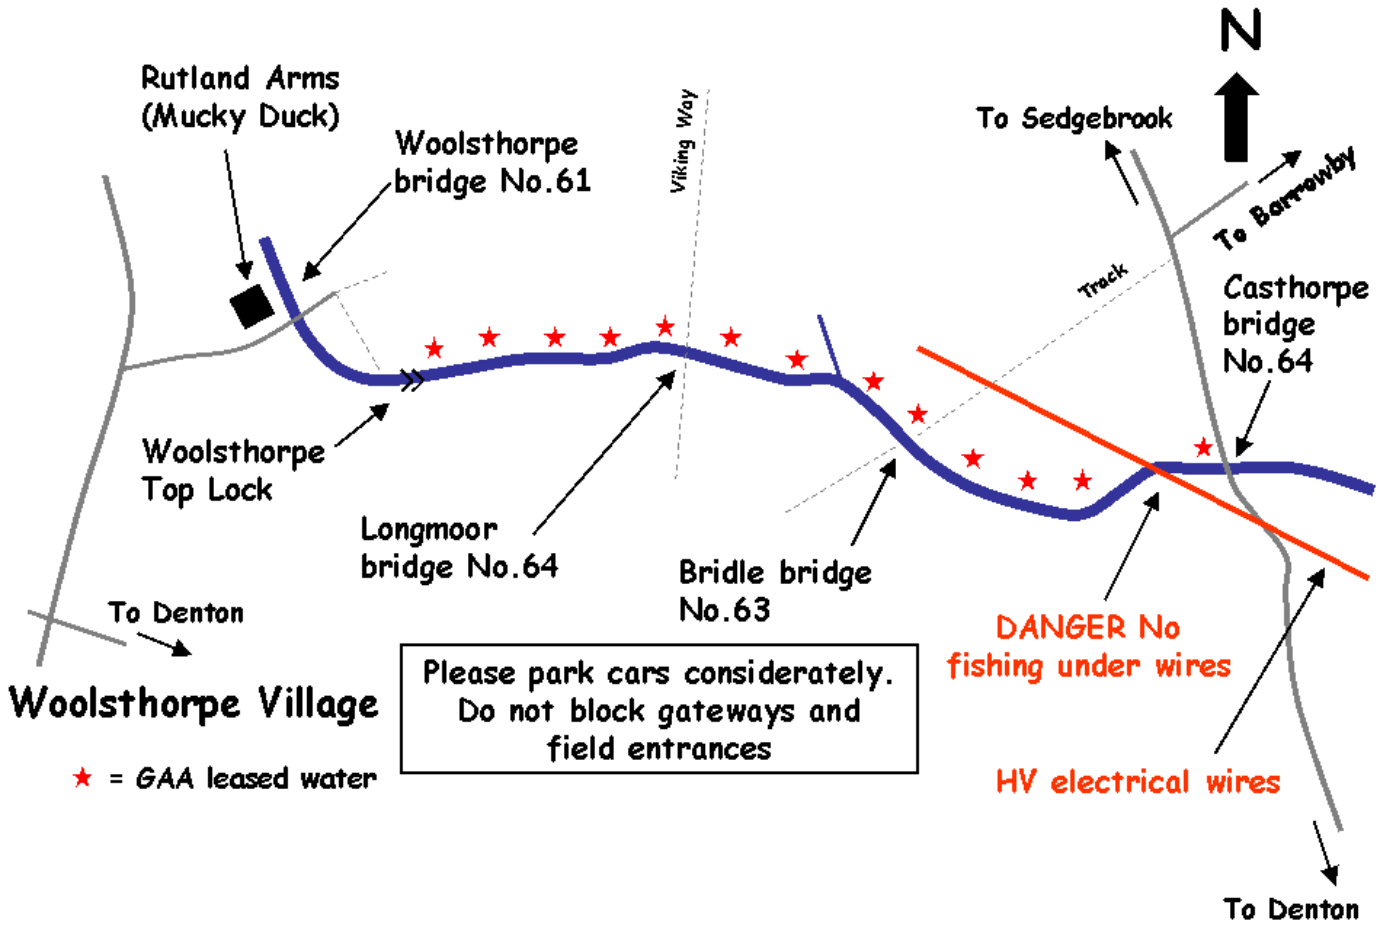 N
Rutland Arms
(Mucky Duck)
Woolsthorpe
bridge No.61
Viking Way
To Sedgebrook
To Barrowby
Track
Casthorpe
bridge
No.64
Woolsthorpe
Top Lock
Longmoor
bridge No.64
Bridle bridge
No.63
To Denton
DANGER No
fishing under wires
Woolsthorpe Village
Please park cars considerately.
Do not block gateways and
field entrances
= GAA leased water
HV electrical wires
To Denton